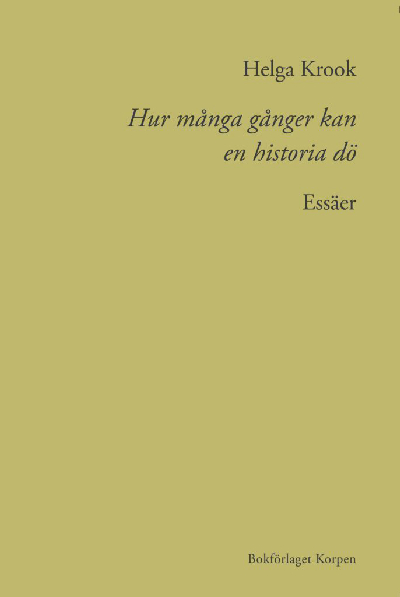 Helga Krook
Hur många gånger kan
en historia dö
Essäer
Bokförlaget Korpen